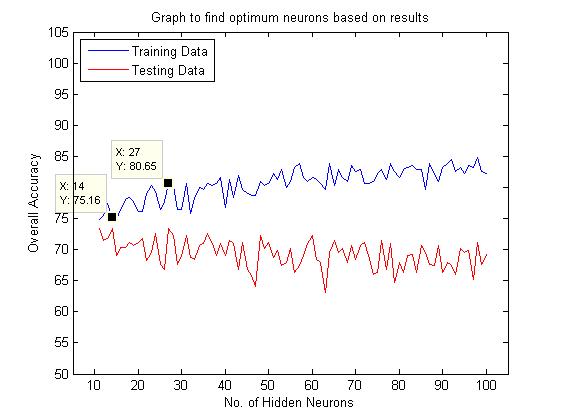 Graph to find optimum neurons based on results
105
100
95
90
85
80
75
70
65
60
55
50
Overall Accuracy
Training Data
Testing Data
X: 27
Y: 80.65
X: 14
Y: 75.16
10 20 30 40 50 60 70 80 90 100
No. of Hidden Neurons